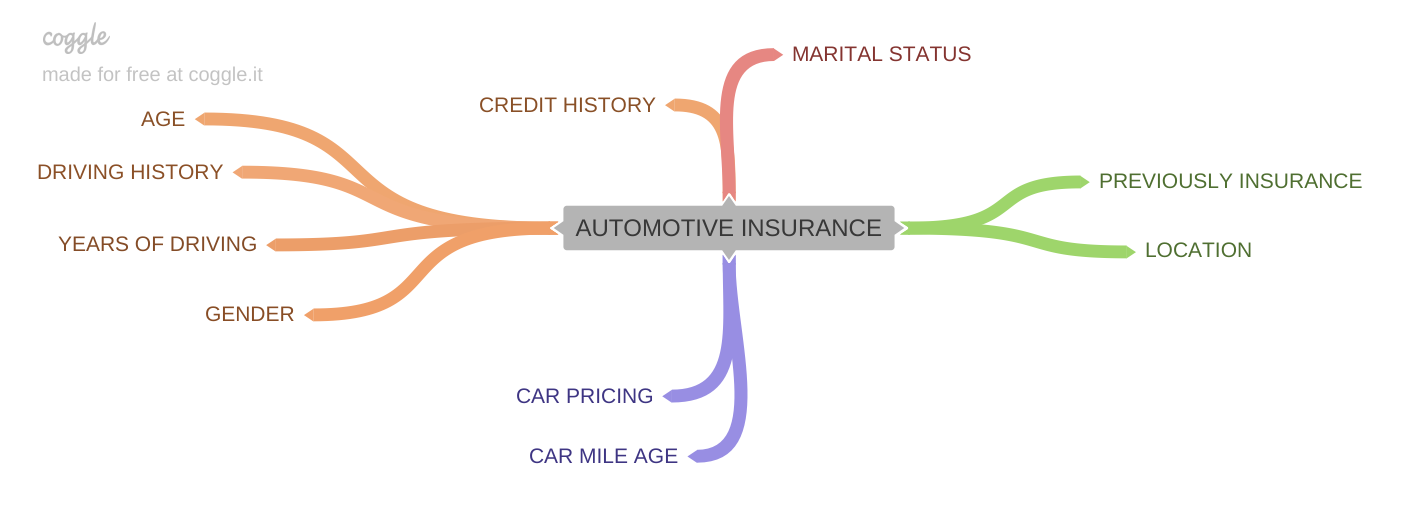 coggle
made for free at coggle.it
MARITAL STATUS
CREDIT HISTORY
AGE
DRIVING HISTORY
PREVIOUSLY INSURANCE
AUTOMOTIVE INSURANCE
YEARS OF DRIVING
LOCATION
GENDER
CAR PRICING
CAR MILE AGE